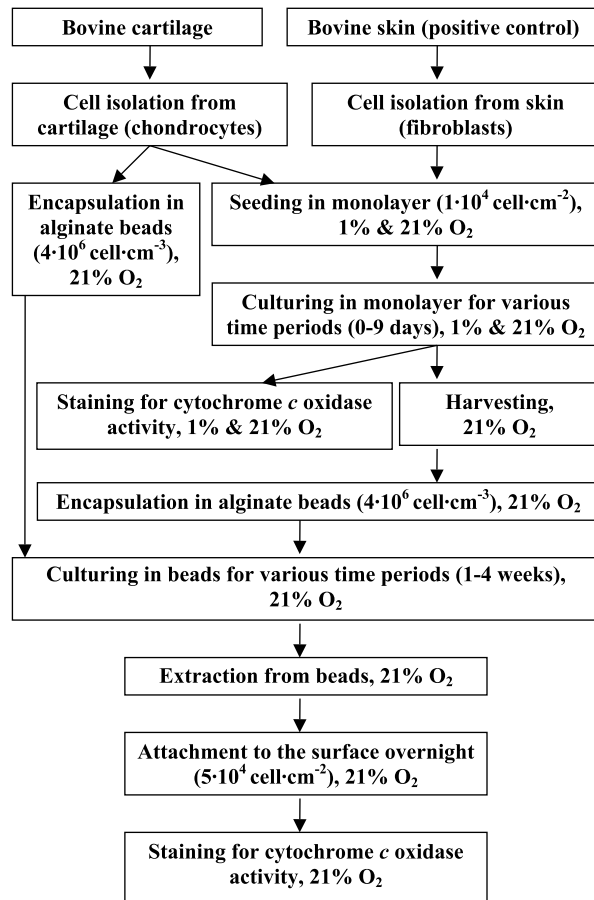 Bovine cartilage
Bovine skin (positive control)
Cell isolation from
cartilage (chondrocytes)
Cell isolation from skin
(fibroblasts)
Encapsulation in
alginate beads
(4·10⁶ cell·cm⁻³),
21% O₂
Seeding in monolayer (1·10⁴ cell·cm⁻²),
1% & 21% O₂
Culturing in monolayer for various
time periods (0-9 days), 1% & 21% O₂
Staining for cytochrome c oxidase
activity, 1% & 21% O₂
Harvesting,
21% O₂
Encapsulation in alginate beads (4·10⁶ cell·cm⁻³), 21% O₂
Culturing in beads for various time periods (1-4 weeks),
21% O₂
Extraction from beads, 21% O₂
Attachment to the surface overnight
(5·10⁴ cell·cm⁻²), 21% O₂
Staining for cytochrome c oxidase
activity, 21% O₂